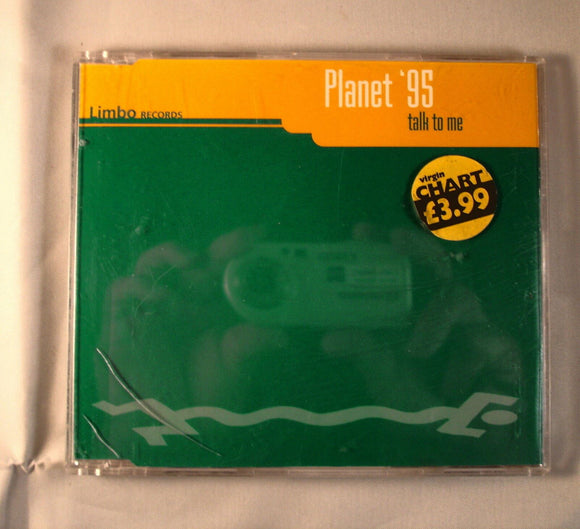 Planet '95
talk to me
Limbo RECORDS
virgin
CHART
£3.99